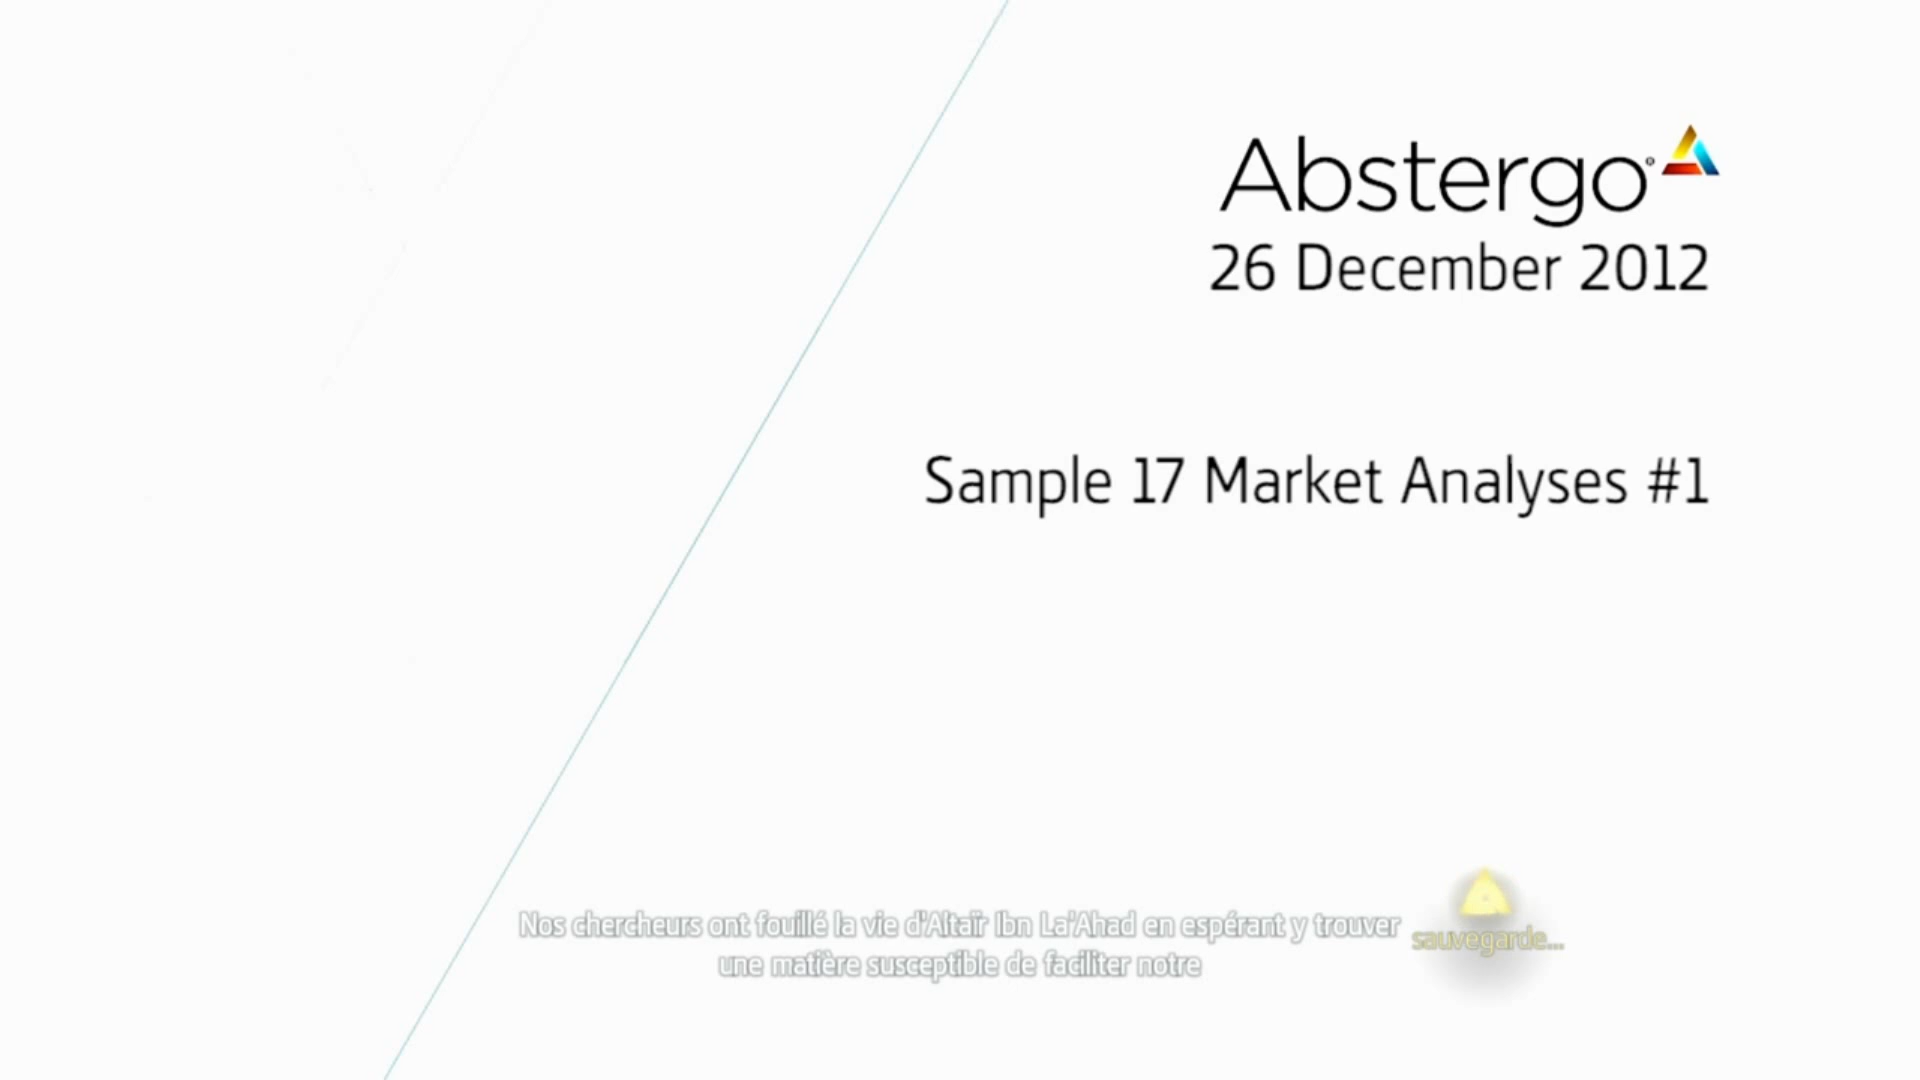 Abstergo
26 December 2012
Sample 17 Market Analyses #1
Nos chercheurs ont fouillé la vie d'Altaïr Ibn La'Ahad en espérant y trouver
une matière susceptible de faciliter notre
sauvegarde...